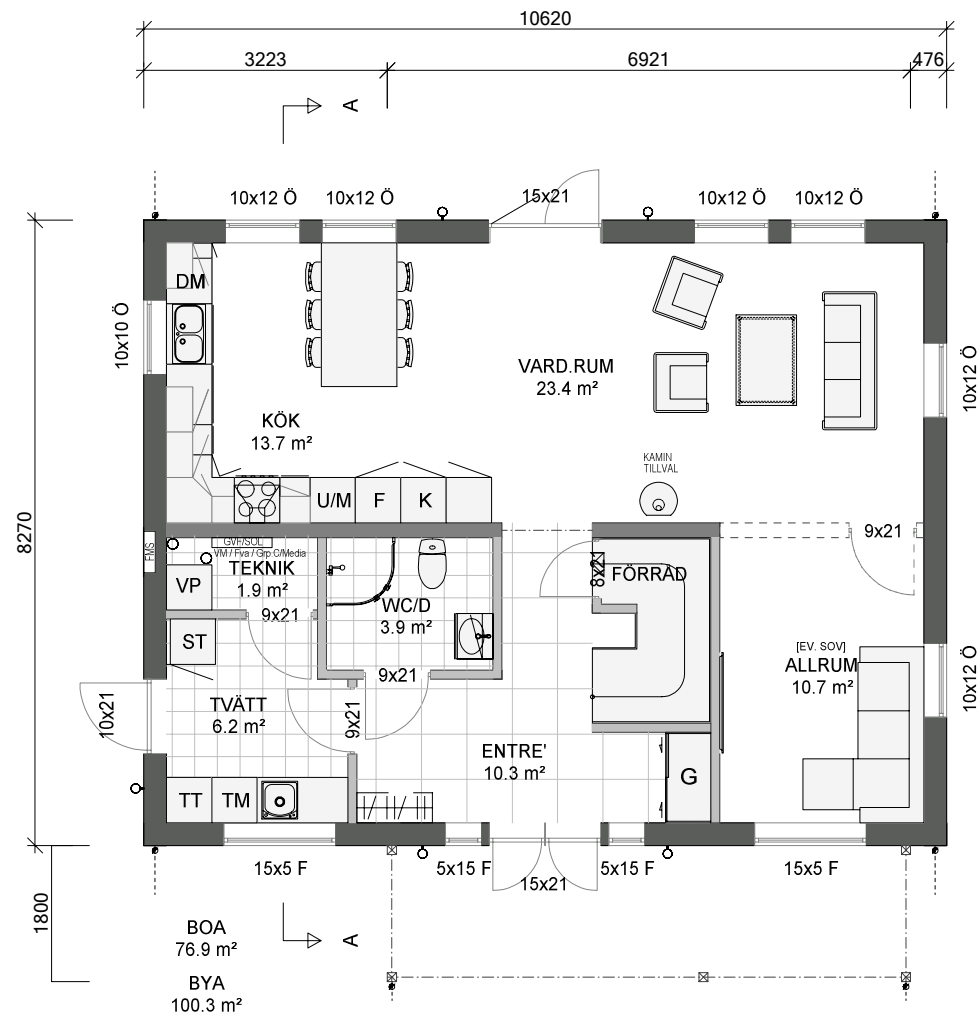 10620
3223
6921
476
A
10x12 Ö
10x12 Ö
15x21
10x12 Ö
10x12 Ö
DM
10x10 Ö
VARD.RUM
23.4 m²
10x12 Ö
KÖK
13.7 m²
KAMIN
TILLVAL
U/M
F
K
8270
FMS
GVF/SOL
VM / Fva / Grp.C/Media
TEKNIK
1.9 m²
VP
9x21
9x21
8x21
FÖRRÅD
WC/D
3.9 m²
ST
[EV. SOV]
ALLRUM
10.7 m²
10x12 Ö
9x21
10x21
TVÄTT
6.2 m²
9x21
ENTRE'
10.3 m²
G
TT
TM
15x5 F
5x15 F
15x21
5x15 F
15x5 F
1800
BOA
76.9 m²
A
BYA
100.3 m²